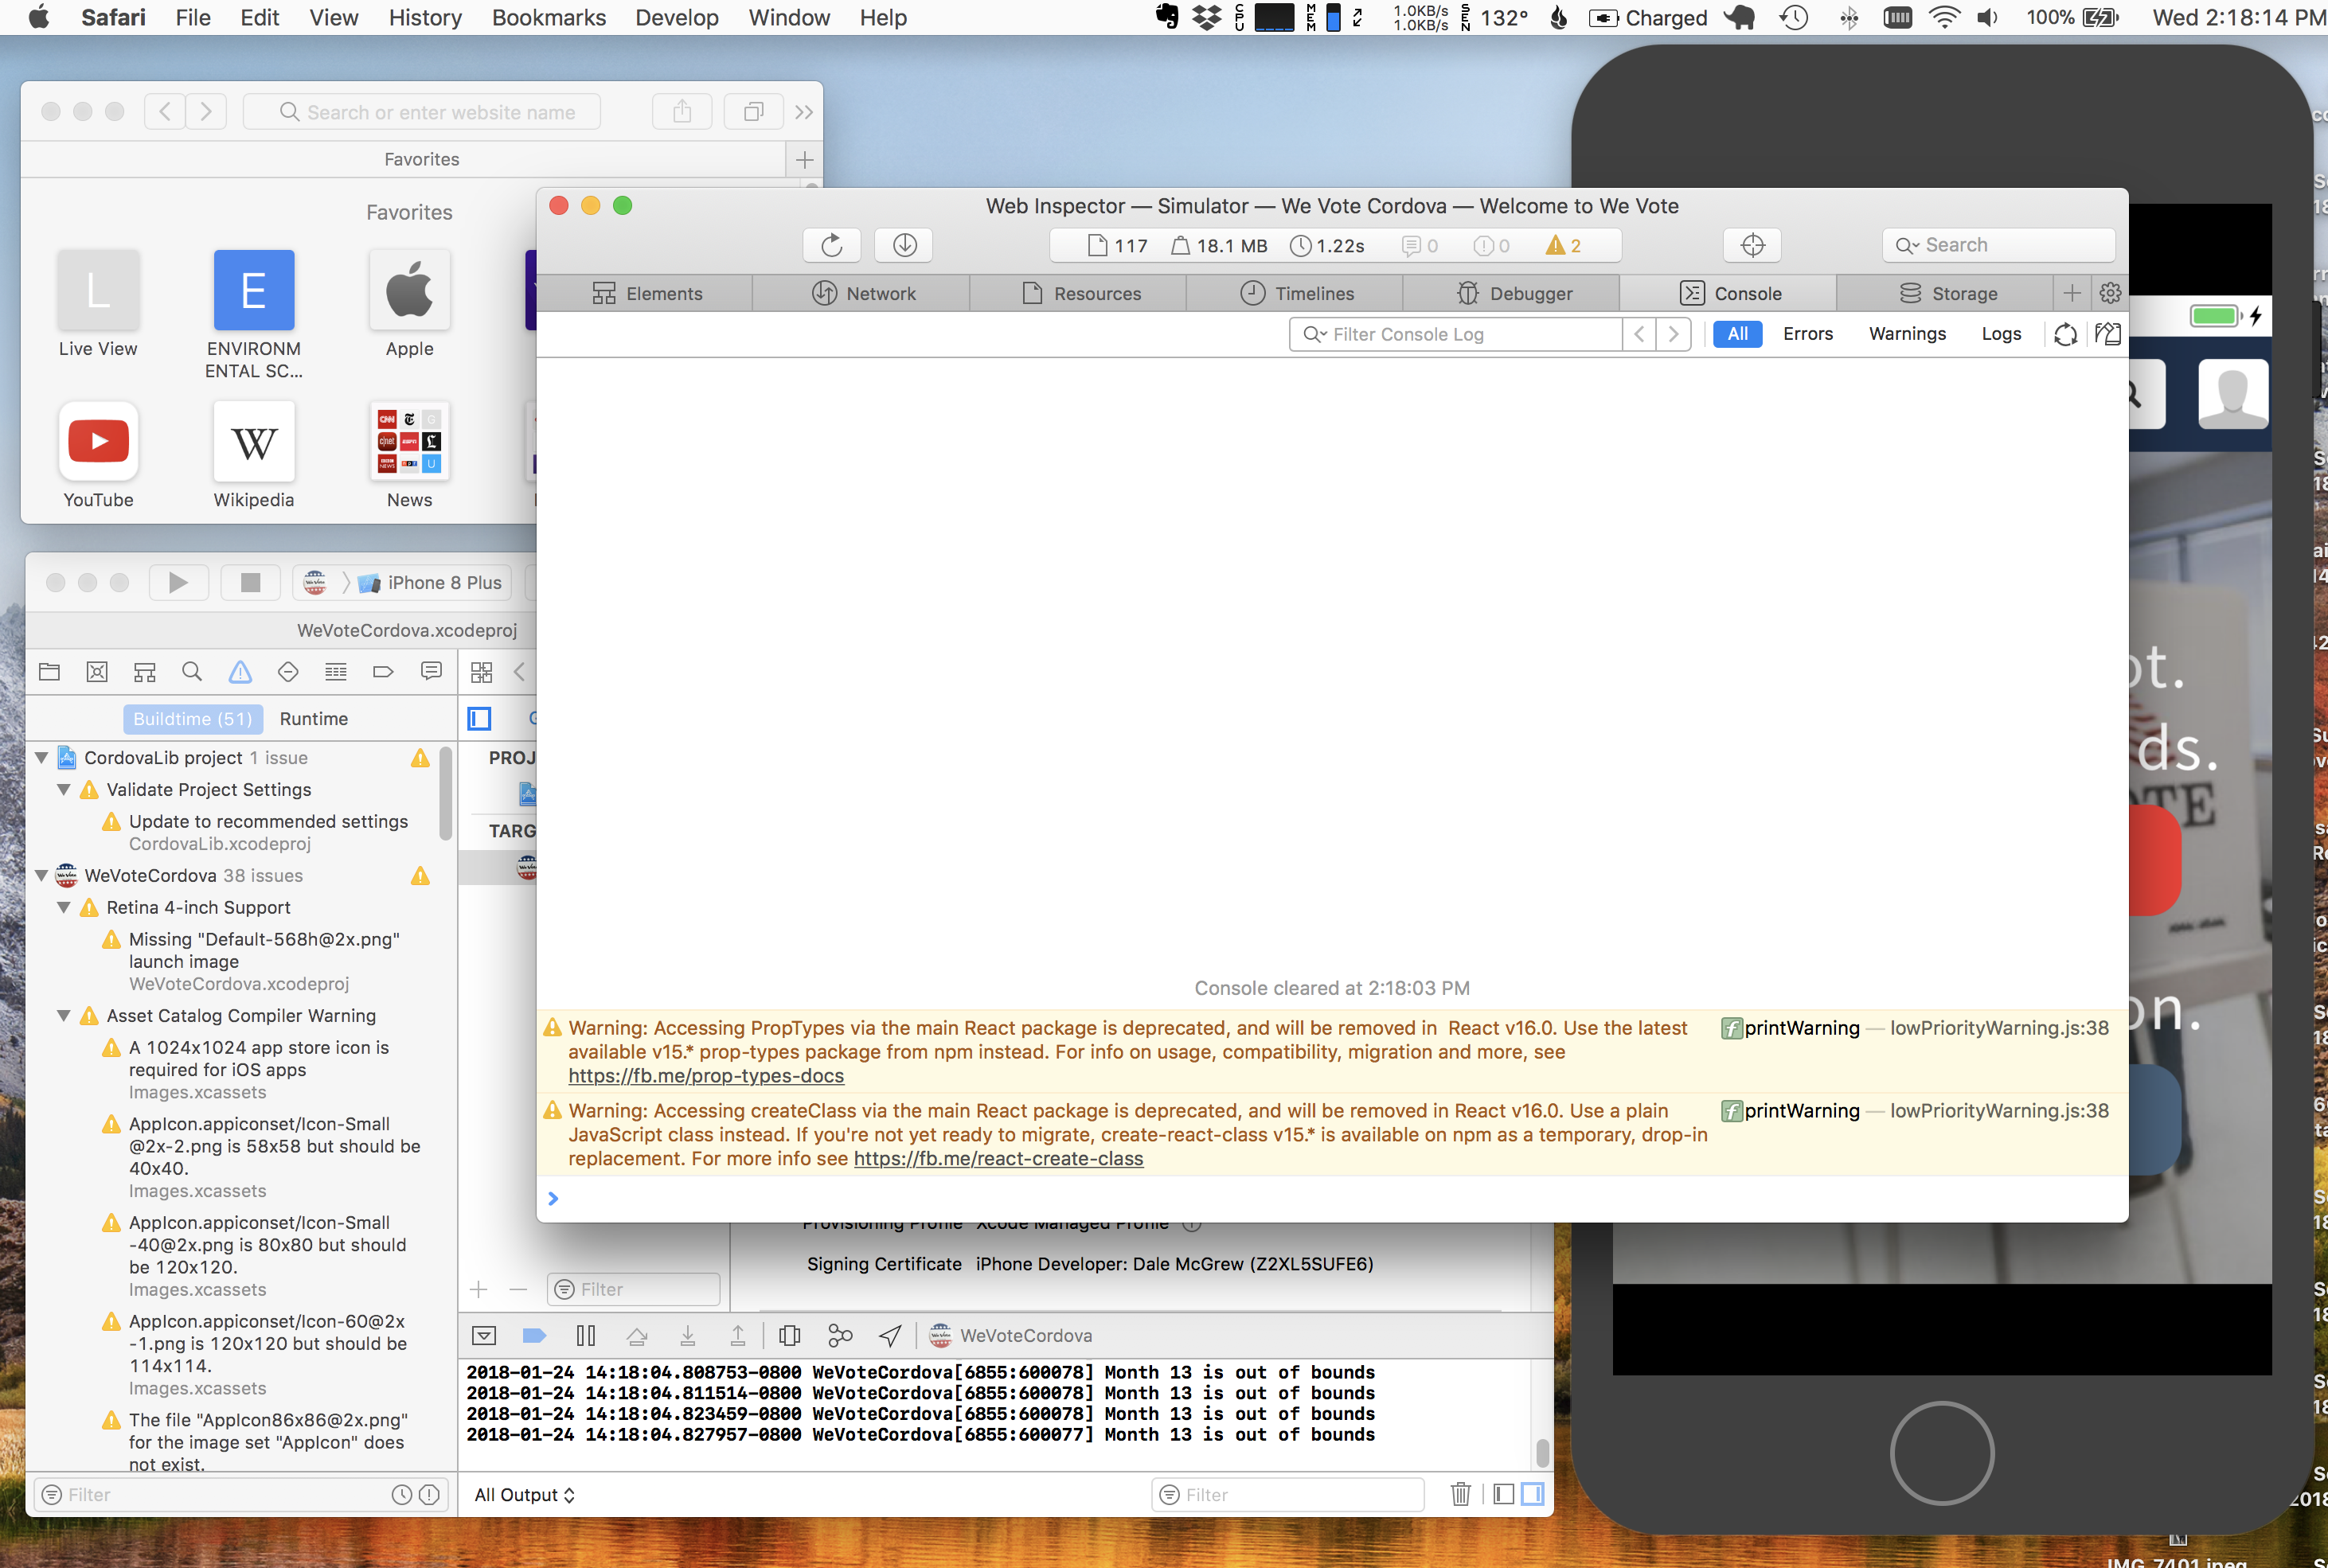 Safari File Edit View History Bookmarks Develop Window Help
CPU MEM 1.0KB/s 1.0KB/s SEN 132° Charged 100% Wed 2:18:14 PM
Search or enter website name
Favorites
Favorites
L E
Live View ENVIRONM Apple
ENTAL SC...
W
YouTube Wikipedia News
Web Inspector — Simulator — We Vote Cordova — Welcome to We Vote
117 18.1 MB 1.22s 0 0 2 Search
Elements Network Resources Timelines Debugger Console Storage
Filter Console Log All Errors Warnings Logs
Console cleared at 2:18:03 PM
Warning: Accessing PropTypes via the main React package is deprecated, and will be removed in  React v16.0. Use the latest
available v15.* prop-types package from npm instead. For info on usage, compatibility, migration and more, see
https://fb.me/prop-types-docs
f printWarning — lowPriorityWarning.js:38
Warning: Accessing createClass via the main React package is deprecated, and will be removed in React v16.0. Use a plain
JavaScript class instead. If you're not yet ready to migrate, create-react-class v15.* is available on npm as a temporary, drop-in
replacement. For more info see https://fb.me/react-create-class
f printWarning — lowPriorityWarning.js:38
iPhone 8 Plus
WeVoteCordova.xcodeproj
Buildtime (51) Runtime
CordovaLib project 1 issue
Validate Project Settings
Update to recommended settings
CordovaLib.xcodeproj
WeVoteCordova 38 issues
Retina 4-inch Support
Missing "Default-568h@2x.png"
launch image
WeVoteCordova.xcodeproj
Asset Catalog Compiler Warning
A 1024x1024 app store icon is
required for iOS apps
Images.xcassets
AppIcon.appiconset/Icon-Small
@2x-2.png is 58x58 but should be
40x40.
Images.xcassets
AppIcon.appiconset/Icon-Small
-40@2x.png is 80x80 but should
be 120x120.
Images.xcassets
AppIcon.appiconset/Icon-60@2x
-1.png is 120x120 but should be
114x114.
Images.xcassets
The file "AppIcon86x86@2x.png"
for the image set "AppIcon" does
not exist.
Filter
PROJ
TARG
Filter
Provisioning Profile Xcode Managed Profile
Signing Certificate iPhone Developer: Dale McGrew (Z2XL5SUFE6)
WeVoteCordova
2018-01-24 14:18:04.808753-0800 WeVoteCordova[6855:600078] Month 13 is out of bounds
2018-01-24 14:18:04.811514-0800 WeVoteCordova[6855:600078] Month 13 is out of bounds
2018-01-24 14:18:04.823459-0800 WeVoteCordova[6855:600078] Month 13 is out of bounds
2018-01-24 14:18:04.827957-0800 WeVoteCordova[6855:600077] Month 13 is out of bounds
All Output Filter
ot.
ds.
on.
IMG_7401.jpeg